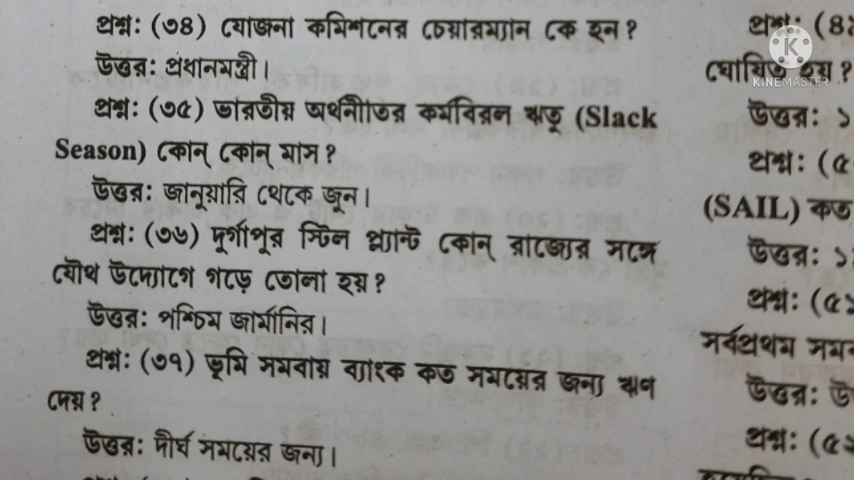 প্রশ্ন: (৩৪) যোজনা কমিশনের চেয়ারম্যান কে হন?
উত্তর: প্রধানমন্ত্রী।
প্রশ্ন: (৩৫) ভারতীয় অর্থনীতির কর্মবিরল ঋতু (Slack
Season) কোন্ কোন্ মাস?
উত্তর: জানুয়ারি থেকে জুন।
প্রশ্ন: (৩৬) দুর্গাপুর স্টিল প্ল্যান্ট কোন্ রাজ্যের সঙ্গে
যৌথ উদ্যোগে গড়ে তোলা হয়?
উত্তর: পশ্চিম জার্মানির।
প্রশ্ন: (৩৭) ভূমি সমবায় ব্যাংক কত সময়ের জন্য ঋণ
দেয়?
উত্তর: দীর্ঘ সময়ের জন্য।
প্রশ্ন: (৪
ঘোষিত হয়?
উত্তর: ১
প্রশ্ন: (৫
(SAIL) কত
উত্তর: ১
প্রশ্ন: (৫
সর্বপ্রথম
উত্তর:
প্রশ্ন: (৫
KINEMASTER